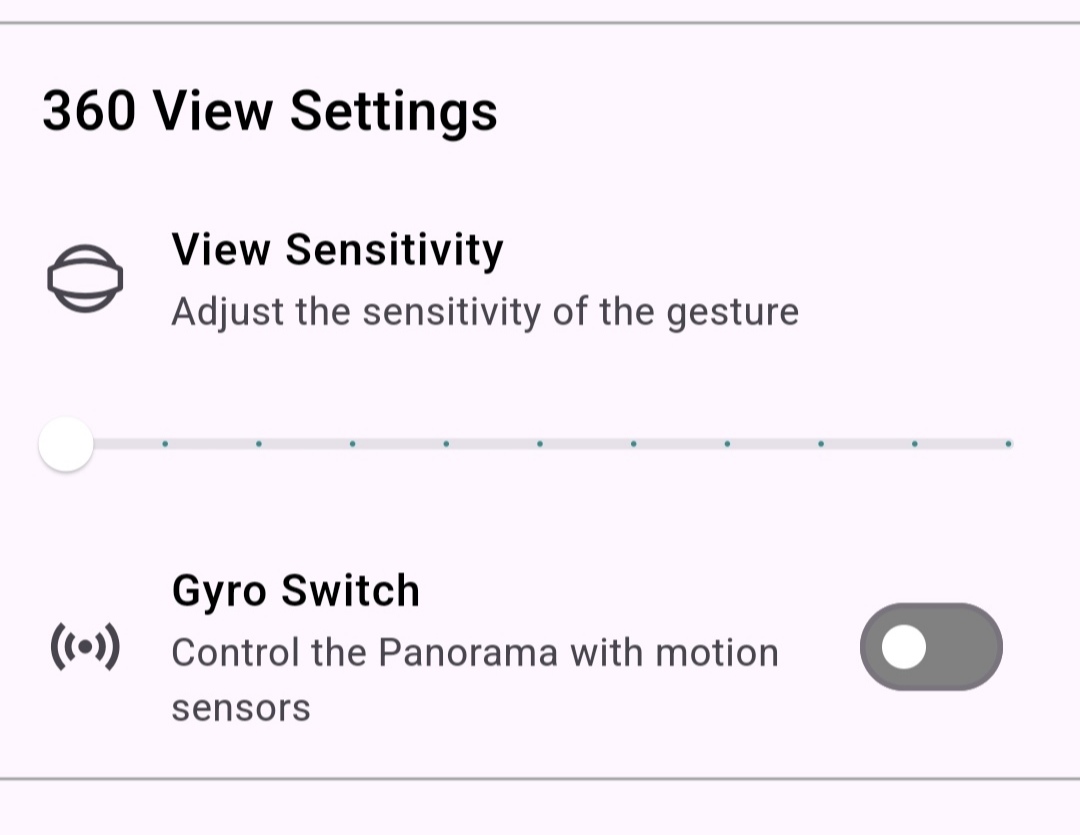 360 View Settings
View Sensitivity
Adjust the sensitivity of the gesture
Gyro Switch
Control the Panorama with motion
sensors